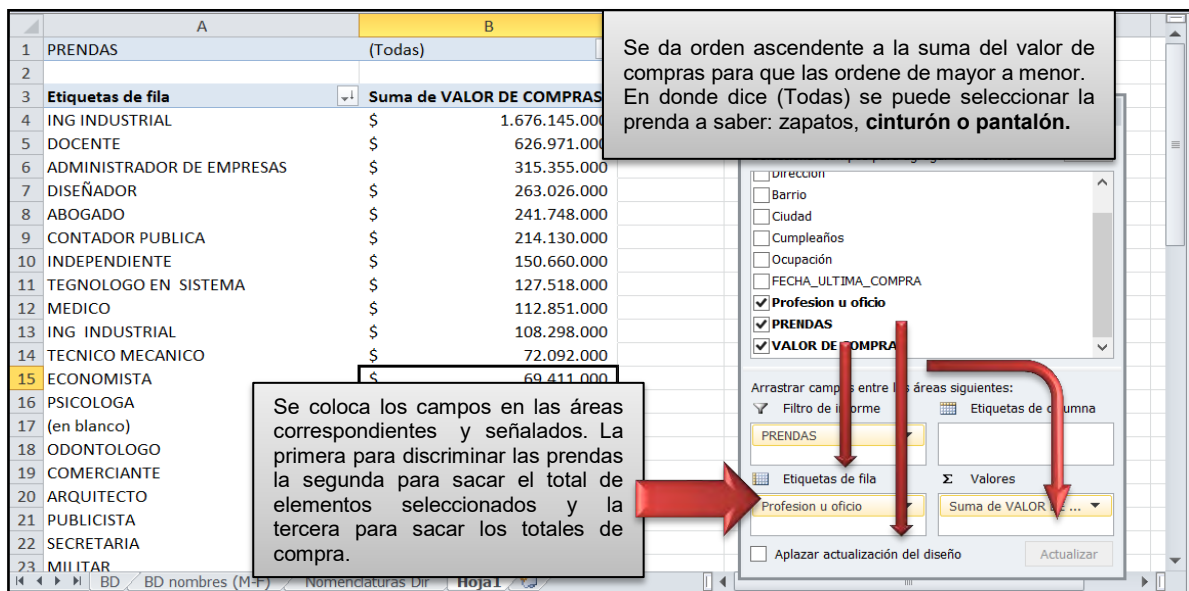 A B
1 PRENDAS (Todas)
2
3 Etiquetas de fila Suma de VALOR DE COMPRAS
4 ING INDUSTRIAL $ 1.676.145.000
5 DOCENTE $ 626.971.000
6 ADMINISTRADOR DE EMPRESAS $ 315.355.000
7 DISEÑADOR $ 263.026.000
8 ABOGADO $ 241.748.000
9 CONTADOR PUBLICA $ 214.130.000
10 INDEPENDIENTE $ 150.660.000
11 TEGNOLOGO EN SISTEMA $ 127.518.000
12 MEDICO $ 112.851.000
13 ING INDUSTRIAL $ 108.298.000
14 TECNICO MECANICO $ 72.092.000
15 ECONOMISTA $ 69.411.000
16 PSICOLOGA
17 (en blanco)
18 ODONTOLOGO
19 COMERCIANTE
20 ARQUITECTO
21 PUBLICISTA
22 SECRETARIA
23 MILITAR
BD BD nombres (M-F) Nomenclaturas Dir Hoja1
Se da orden ascendente a la suma del valor de
compras para que las ordene de mayor a menor.
En donde dice (Todas) se puede seleccionar la
prenda a saber: zapatos, cinturón o pantalón.
Dirección
Barrio
Ciudad
Cumpleaños
Ocupación
FECHA_ULTIMA_COMPRA
Profesion u oficio
PRENDAS
VALOR DE COMPRA
Arrastrar campos entre las áreas siguientes:
Filtro de informe Etiquetas de columna
PRENDAS
Etiquetas de fila Σ Valores
Profesion u oficio Suma de VALOR DE ...
Aplazar actualización del diseño Actualizar
Se coloca los campos en las áreas
correspondientes y señalados. La
primera para discriminar las prendas
la segunda para sacar el total de
elementos seleccionados y la
tercera para sacar los totales de
compra.